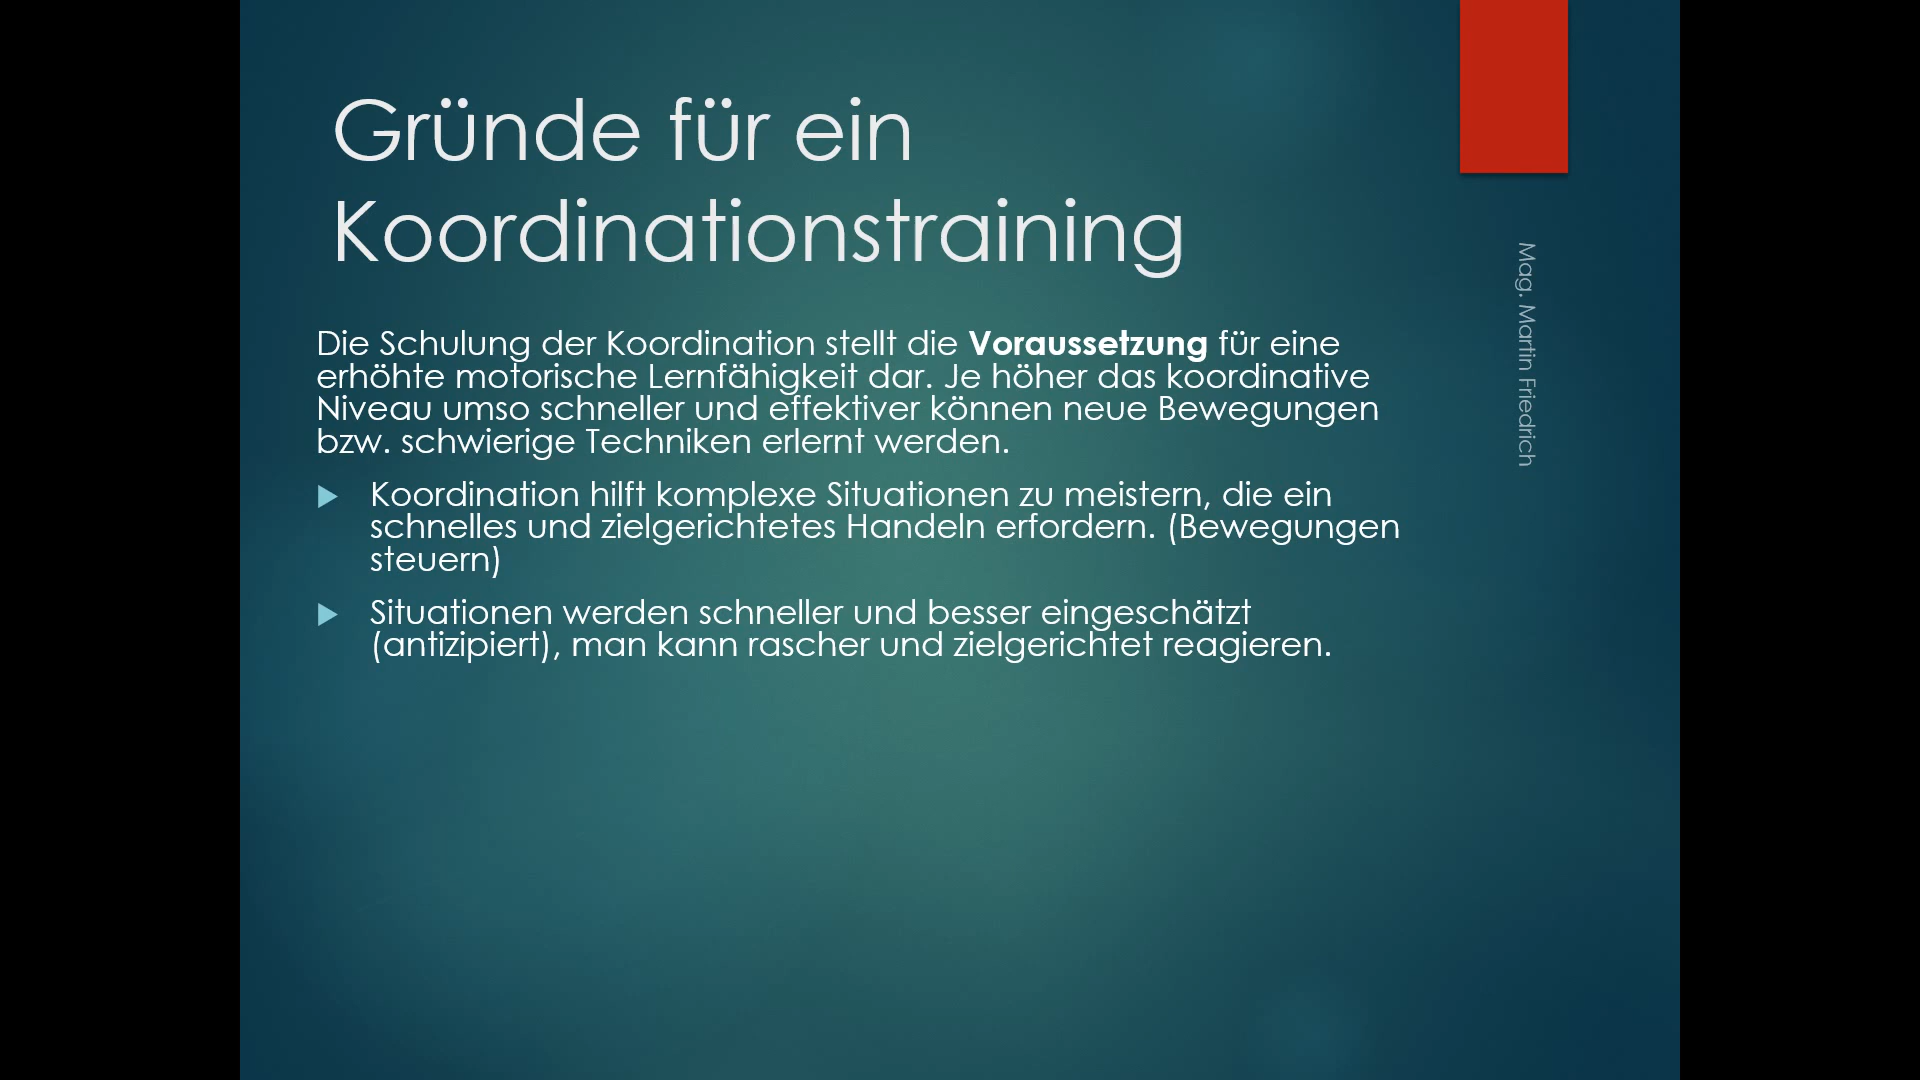 Gründe für ein
Koordinationstraining
Die Schulung der Koordination stellt die Voraussetzung für eine
erhöhte motorische Lernfähigkeit dar. Je höher das koordinative
Niveau umso schneller und effektiver können neue Bewegungen
bzw. schwierige Techniken erlernt werden.
Koordination hilft komplexe Situationen zu meistern, die ein
schnelles und zielgerichtetes Handeln erfordern. (Bewegungen
steuern)
Situationen werden schneller und besser eingeschätzt
(antizipiert), man kann rascher und zielgerichtet reagieren.
Mag. Martin Friedrich